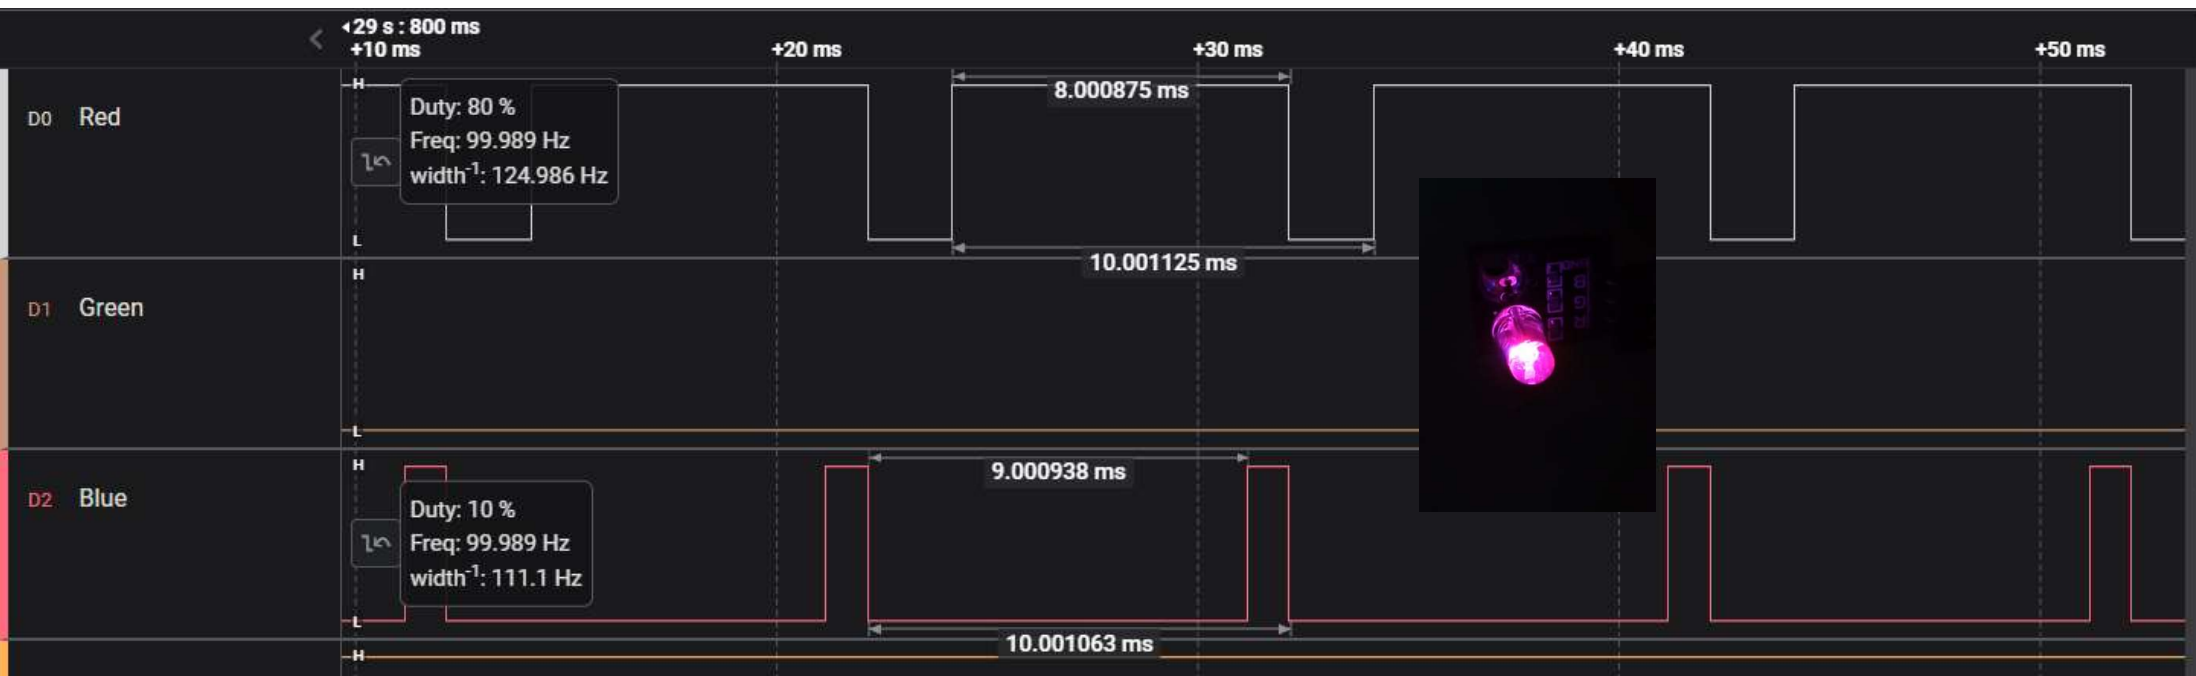 29 s : 800 ms
+10 ms
+20 ms
+30 ms
+40 ms
+50 ms
D0 Red
H
L
Duty: 80 %
Freq: 99.989 Hz
width-1: 124.986 Hz
8.000875 ms
10.001125 ms
D1 Green
H
L
D2 Blue
H
L
Duty: 10 %
Freq: 99.989 Hz
width-1: 111.1 Hz
9.000938 ms
10.001063 ms
H